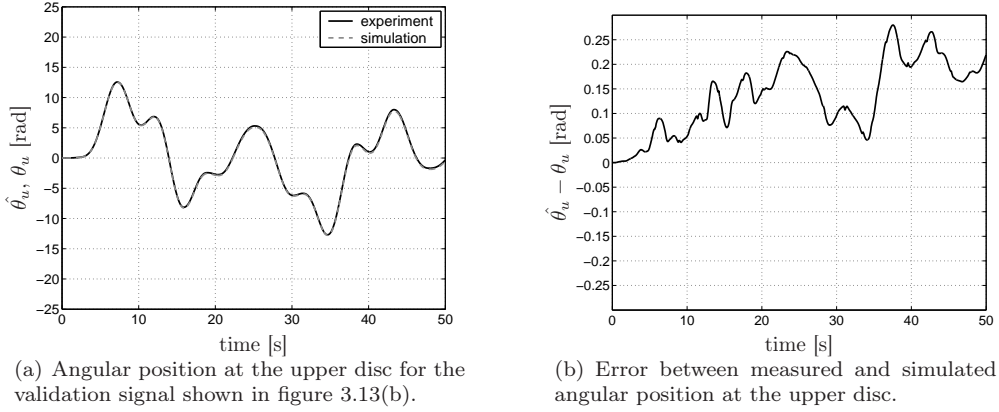 25
20
15
10
5
0
−5
−10
−15
−20
−25
0 10 20 30 40 50
θ̂u, θu [rad]
time [s]
experiment
simulation
(a) Angular position at the upper disc for the
validation signal shown in figure 3.13(b).
0.25
0.2
0.15
0.1
0.05
0
−0.05
−0.1
−0.15
−0.2
−0.25
0 10 20 30 40 50
θ̂u − θu [rad]
time [s]
(b) Error between measured and simulated
angular position at the upper disc.